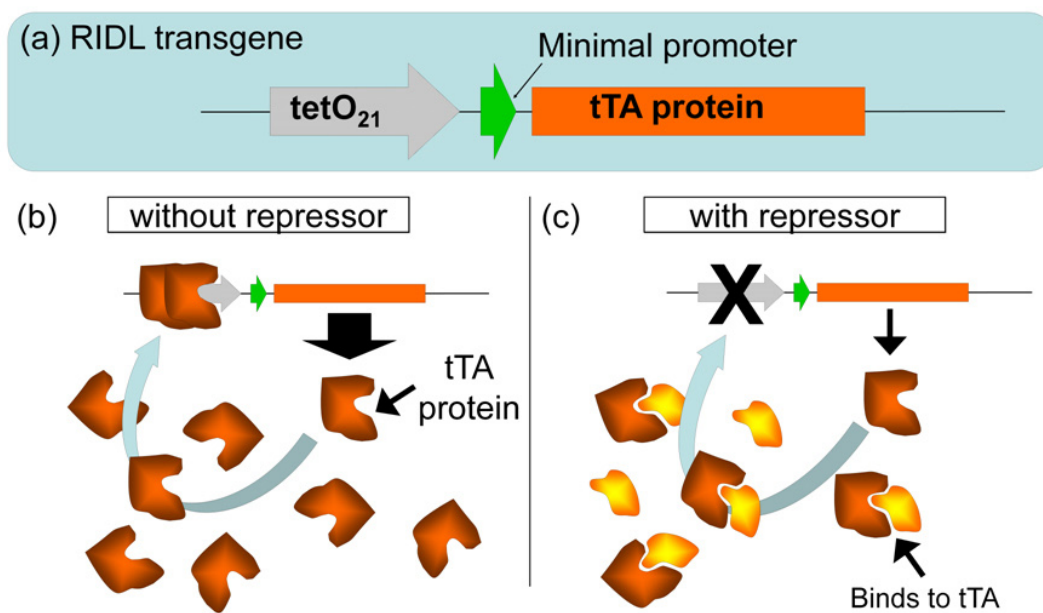 (a) RIDL transgene
Minimal promoter
tetO₂₁
tTA protein
(b)
without repressor
tTA
protein
(c)
with repressor
X
Binds to tTA